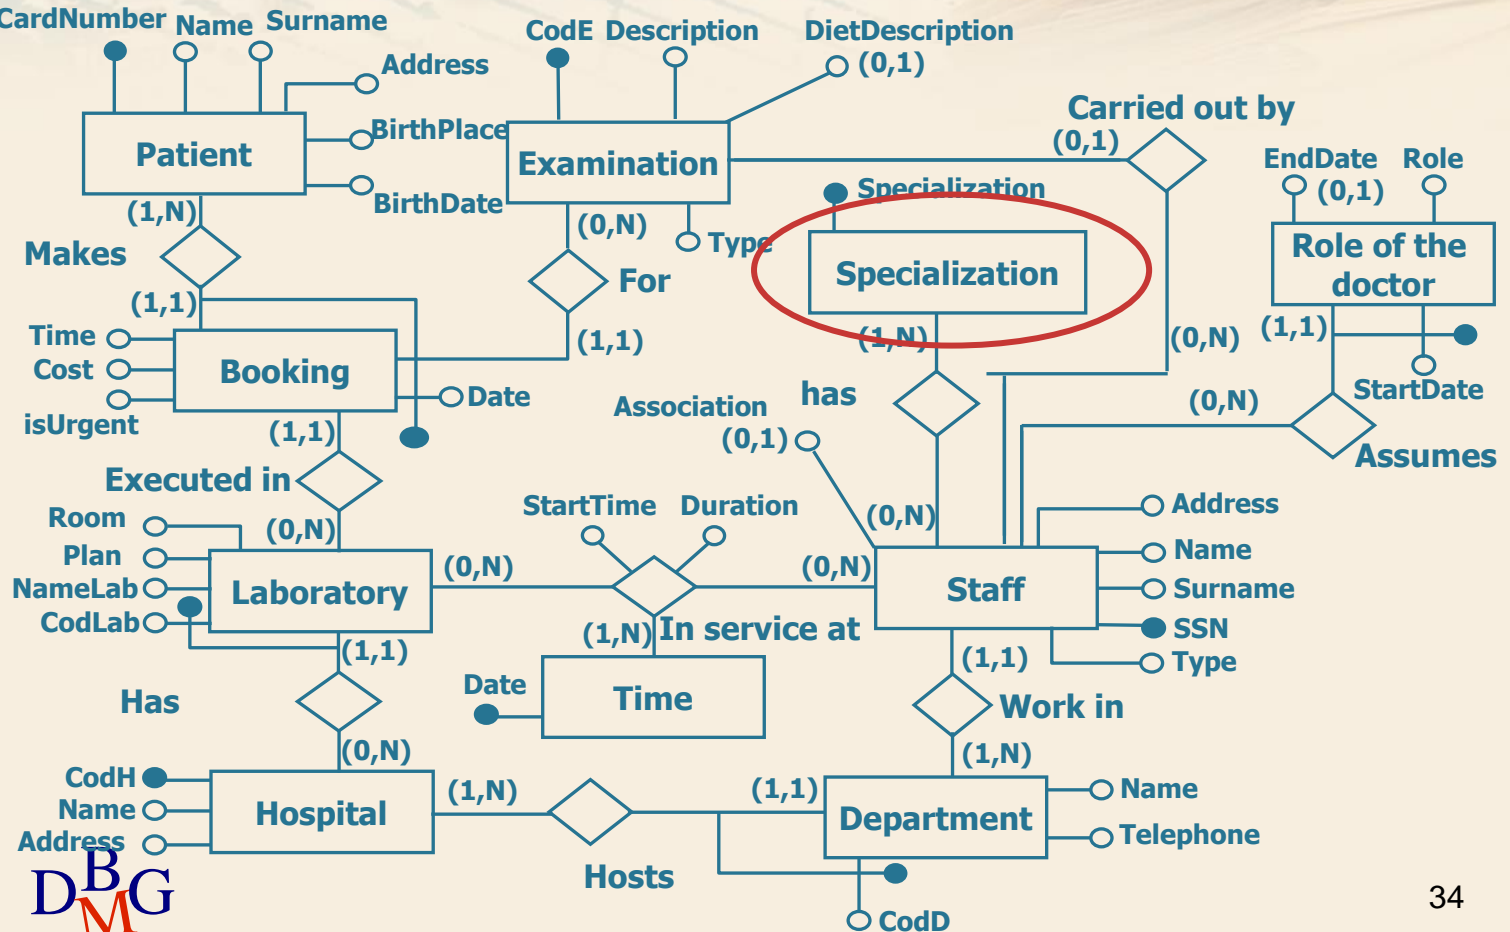 CardNumber
Name
Surname
Address
BirthPlace
BirthDate
Patient
(1,N)
Makes
(1,1)
CodE
Description
DietDescription
(0,1)
Examination
(0,N)
Type
For
(1,1)
Carried out by
(0,1)
(0,N)
Specialization
Specialization
(1,N)
has
(0,N)
EndDate
(0,1)
Role
Role of the
doctor
(1,1)
StartDate
(0,N)
Assumes
Time
Cost
isUrgent
Booking
Date
(1,1)
Executed in
(0,N)
Association
(0,1)
Room
Plan
NameLab
CodLab
Laboratory
(0,N)
StartTime
Duration
(0,N)
In service at
(1,N)
Date
Time
Staff
Address
Name
Surname
SSN
Type
(1,1)
Has
(0,N)
(1,1)
Work in
(1,N)
CodH
Name
Address
Hospital
(1,N)
Hosts
(1,1)
Department
Name
Telephone
CodD
DBMG
34